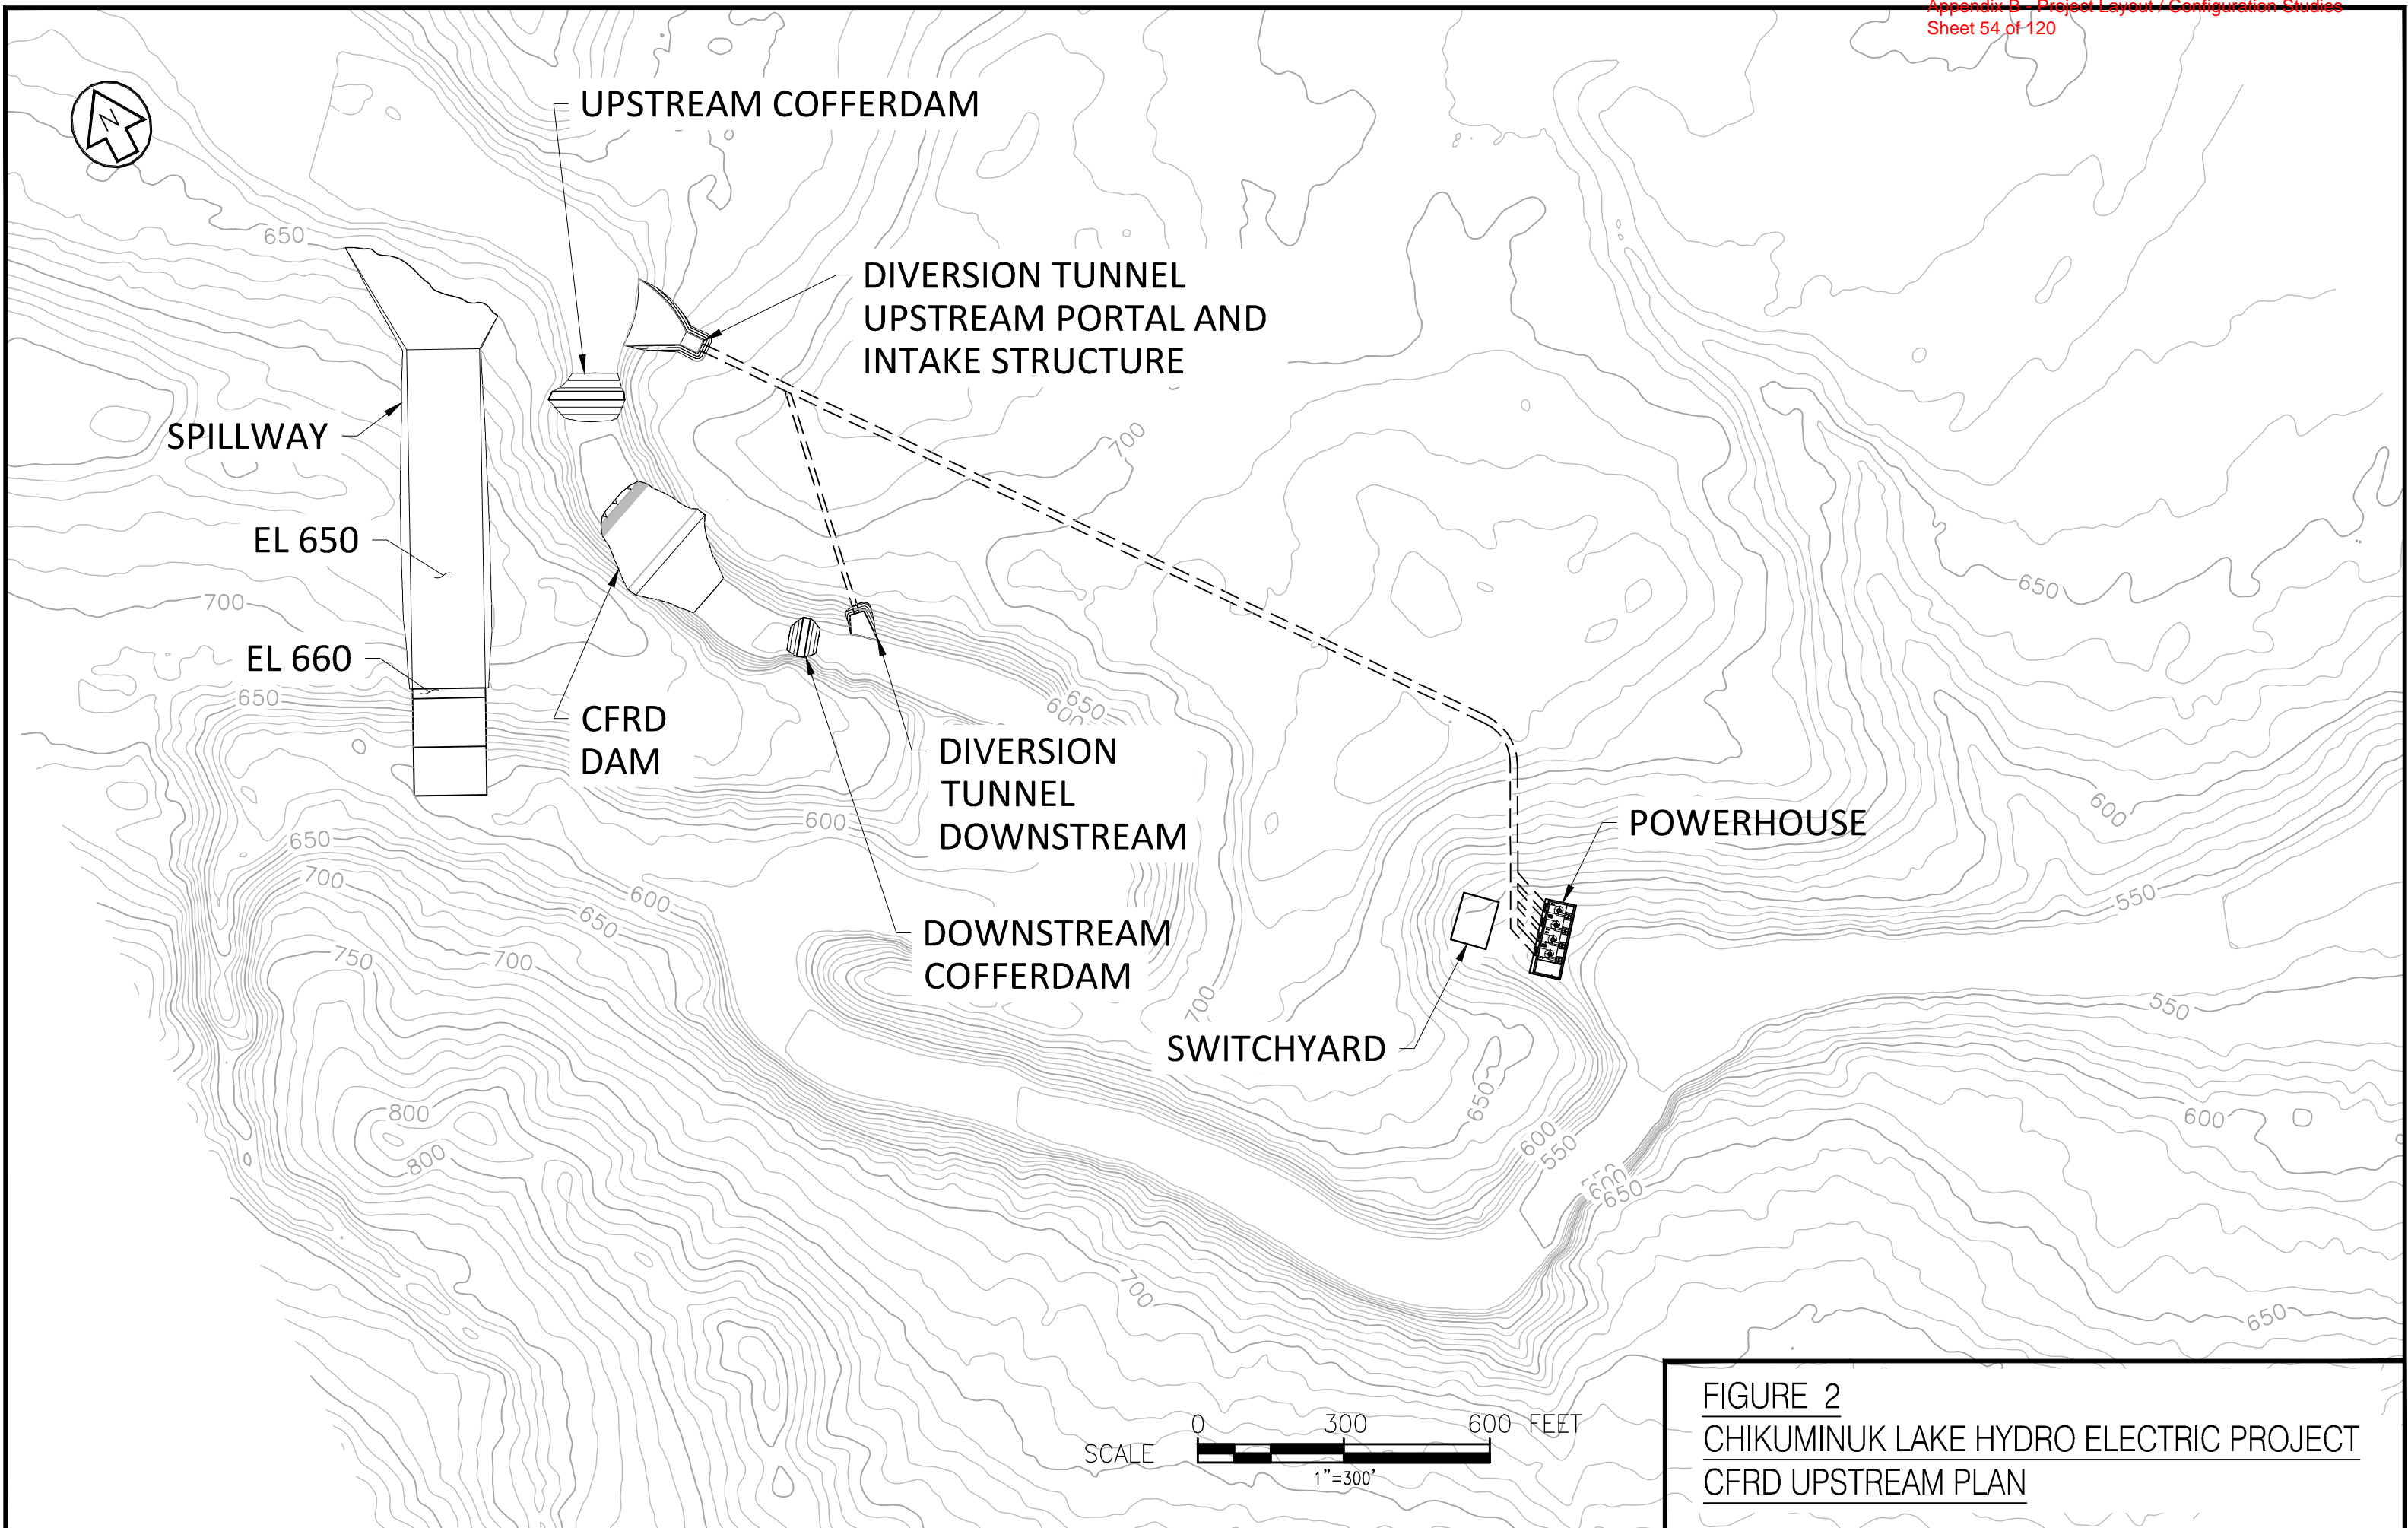 Appendix B - Project Layout / Configuration Studies
Sheet 54 of 120
N
UPSTREAM COFFERDAM
650
DIVERSION TUNNEL
UPSTREAM PORTAL AND
INTAKE STRUCTURE
SPILLWAY
700
EL 650
650
700
EL 660
650
650
600
CFRD
DAM
DIVERSION
TUNNEL
DOWNSTREAM
600
POWERHOUSE
600
650
700
600
650
550
DOWNSTREAM
COFFERDAM
750
700
700
550
SWITCHYARD
650
800
800
600
600
550
600
650
700
650
0 300 600 FEET
SCALE
1"=300'
FIGURE 2
CHIKUMINUK LAKE HYDRO ELECTRIC PROJECT
CFRD UPSTREAM PLAN